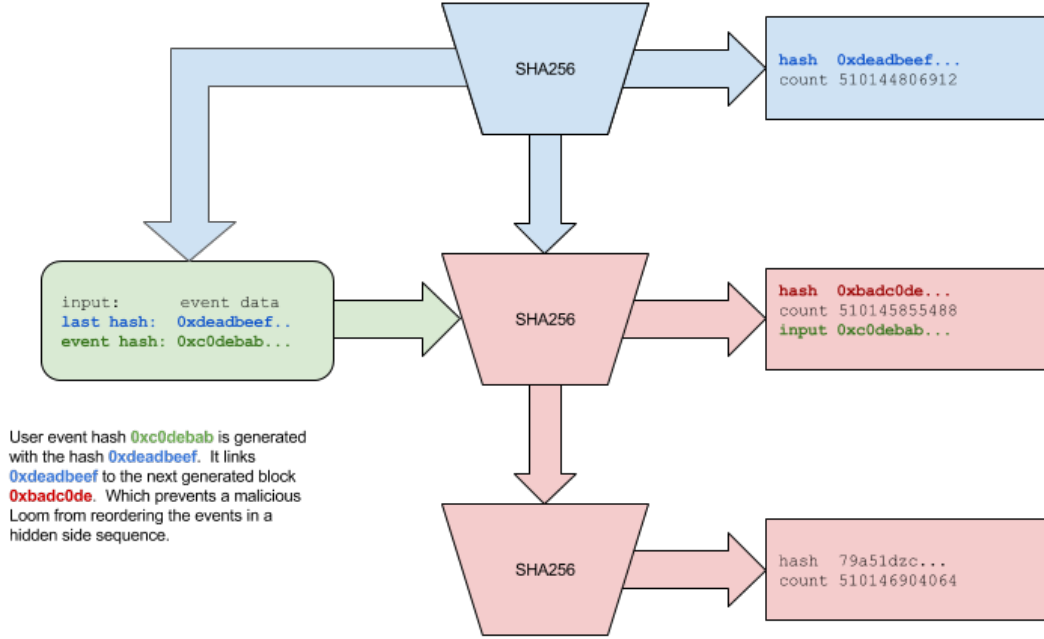 SHA256
hash 0xdeadbeef...
count 510144806912
input: event data
last hash: 0xdeadbeef..
event hash: 0xc0debab...
SHA256
hash 0xbadc0de...
count 510145855488
input 0xc0debab...
User event hash 0xc0debab is generated
with the hash 0xdeadbeef. It links
0xdeadbeef to the next generated block
0xbadc0de. Which prevents a malicious
Loom from reordering the events in a
hidden side sequence.
SHA256
hash 79a51dzc...
count 510146904064